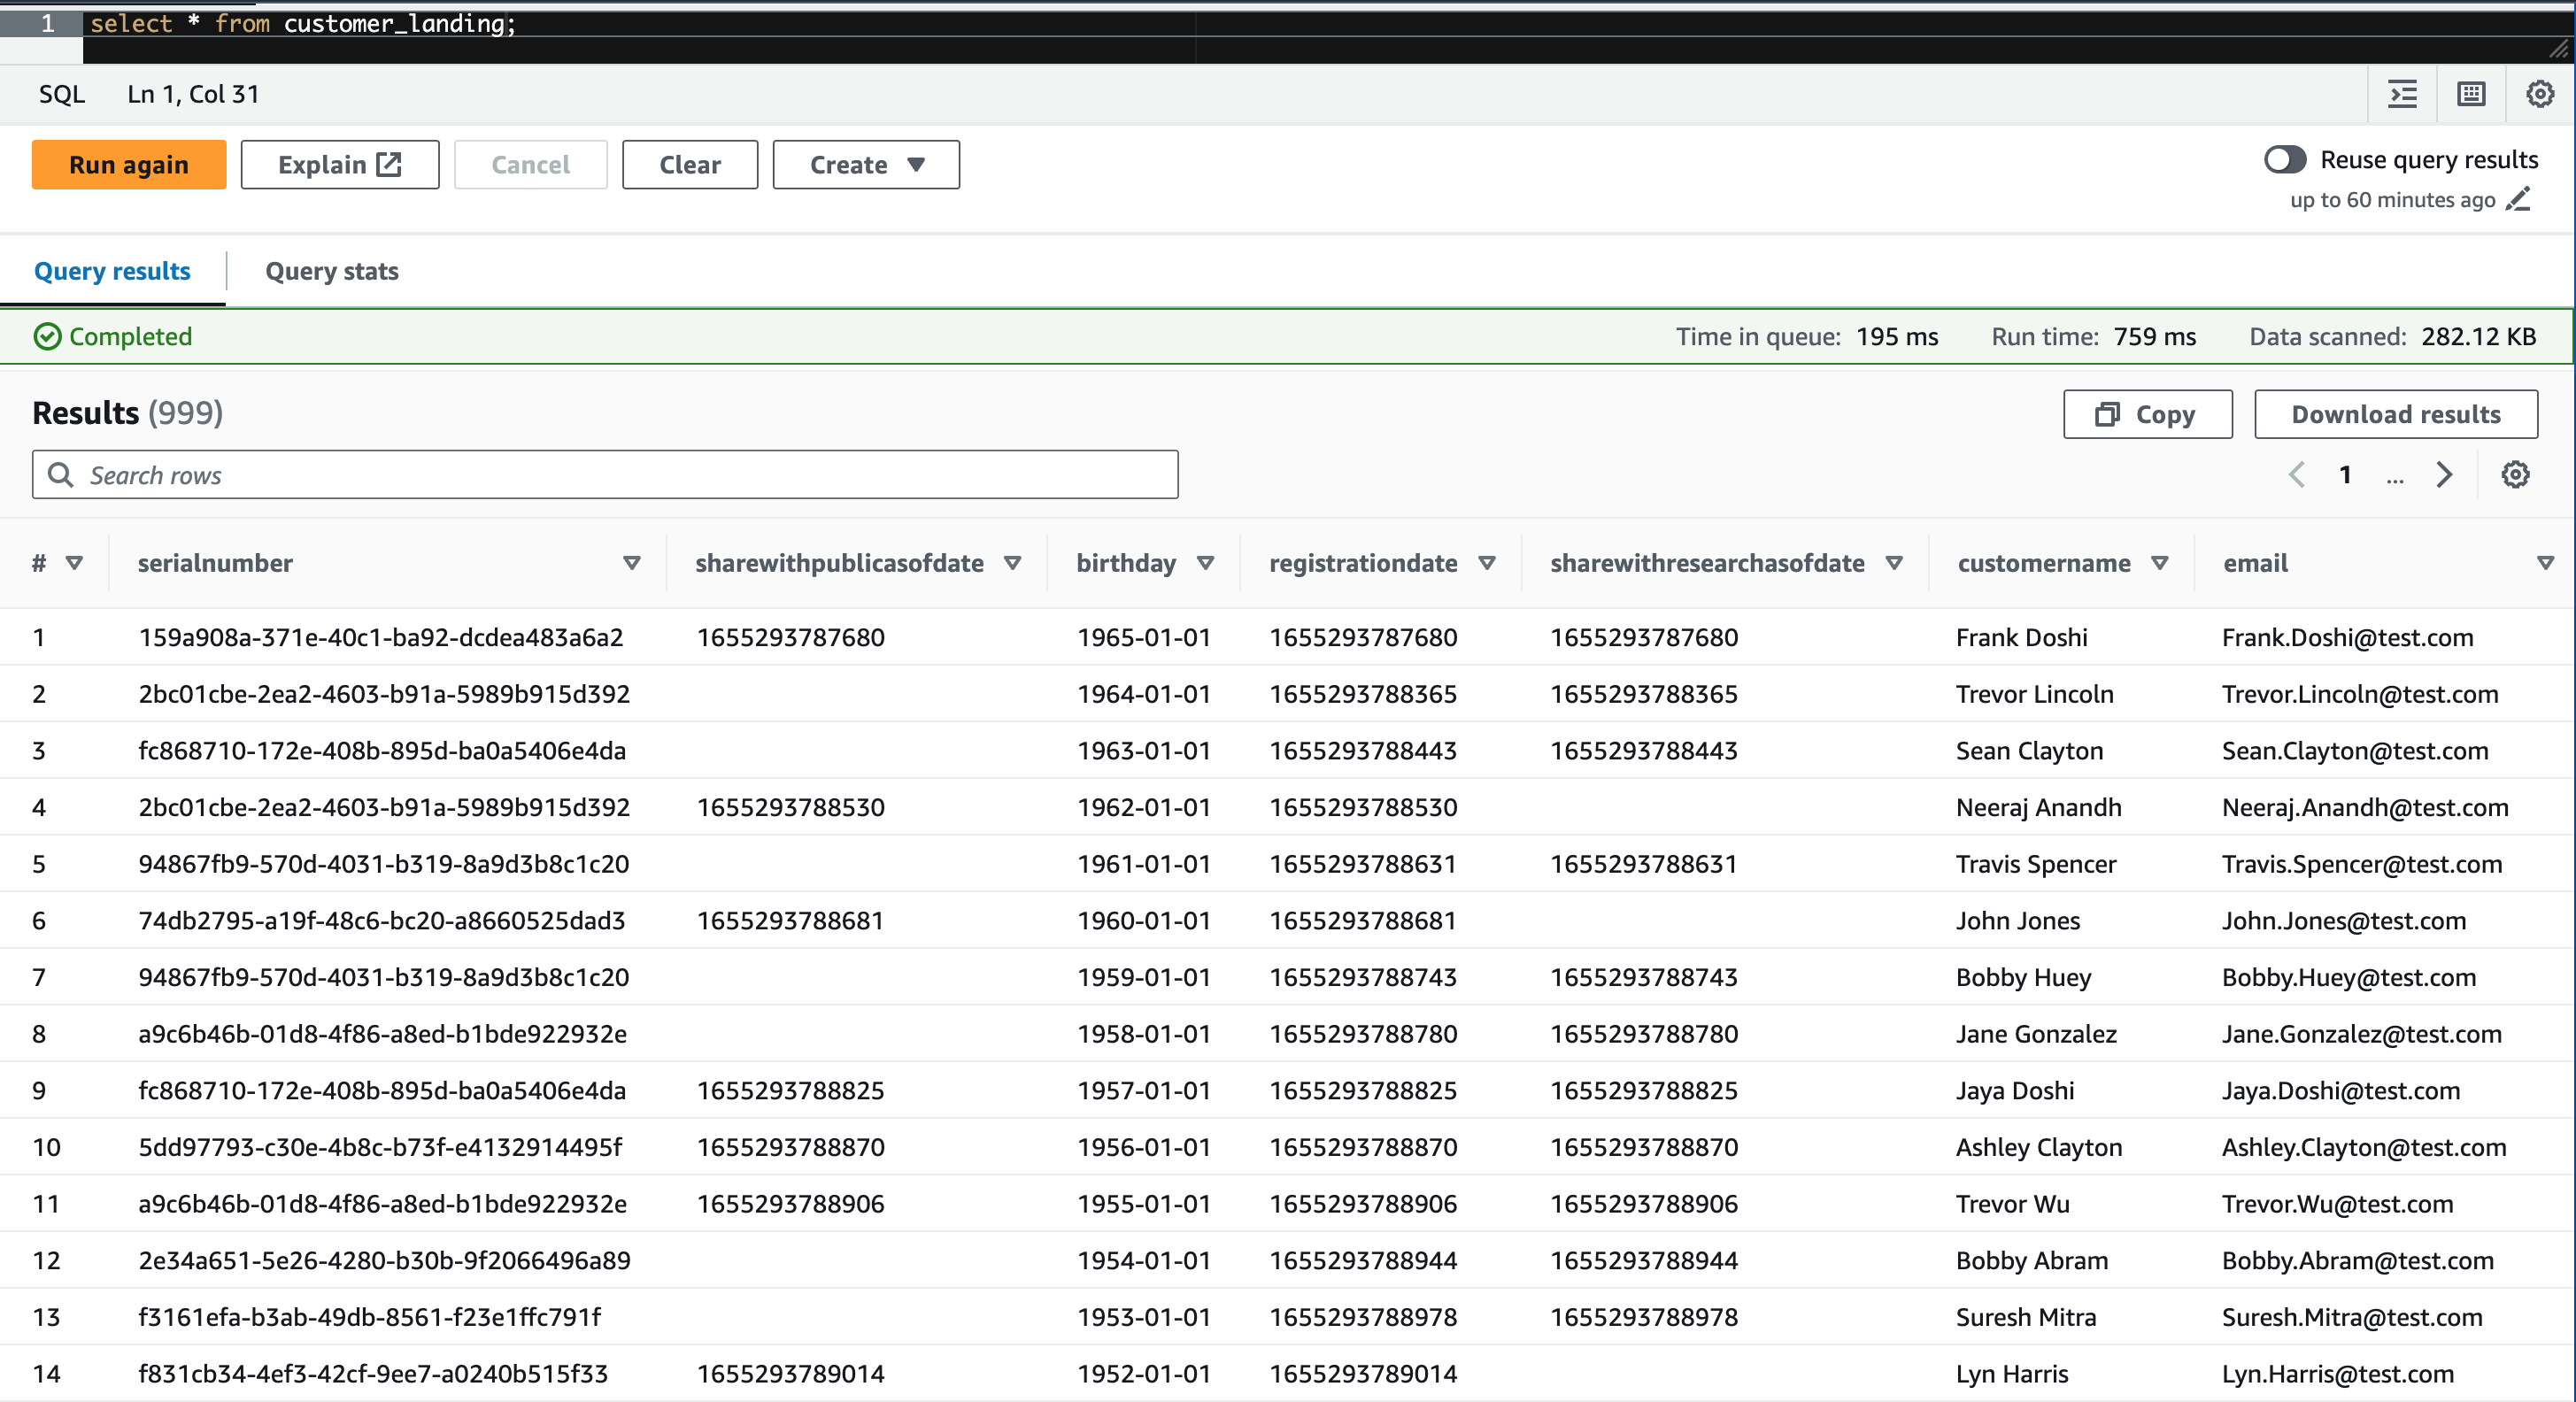 1 select * from customer_landing;
SQL Ln 1, Col 31
Run again Explain Cancel Clear Create Reuse query results
up to 60 minutes ago
Query results Query stats
Completed Time in queue: 195 ms Run time: 759 ms Data scanned: 282.12 KB
Results (999) Copy Download results
Search rows 1 ...
# serialnumber sharewithpublicasofdate birthday registrationdate sharewithresearchasofdate customername email
1 159a908a-371e-40c1-ba92-dcdea483a6a2 1655293787680 1965-01-01 1655293787680 1655293787680 Frank Doshi Frank.Doshi@test.com
2 2bc01cbe-2ea2-4603-b91a-5989b915d392 1964-01-01 1655293788365 1655293788365 Trevor Lincoln Trevor.Lincoln@test.com
3 fc868710-172e-408b-895d-ba0a5406e4da 1963-01-01 1655293788443 1655293788443 Sean Clayton Sean.Clayton@test.com
4 2bc01cbe-2ea2-4603-b91a-5989b915d392 1655293788530 1962-01-01 1655293788530 Neeraj Anandh Neeraj.Anandh@test.com
5 94867fb9-570d-4031-b319-8a9d3b8c1c20 1961-01-01 1655293788631 1655293788631 Travis Spencer Travis.Spencer@test.com
6 74db2795-a19f-48c6-bc20-a8660525dad3 1655293788681 1960-01-01 1655293788681 John Jones John.Jones@test.com
7 94867fb9-570d-4031-b319-8a9d3b8c1c20 1959-01-01 1655293788743 1655293788743 Bobby Huey Bobby.Huey@test.com
8 a9c6b46b-01d8-4f86-a8ed-b1bde922932e 1958-01-01 1655293788780 1655293788780 Jane Gonzalez Jane.Gonzalez@test.com
9 fc868710-172e-408b-895d-ba0a5406e4da 1655293788825 1957-01-01 1655293788825 1655293788825 Jaya Doshi Jaya.Doshi@test.com
10 5dd97793-c30e-4b8c-b73f-e4132914495f 1655293788870 1956-01-01 1655293788870 1655293788870 Ashley Clayton Ashley.Clayton@test.com
11 a9c6b46b-01d8-4f86-a8ed-b1bde922932e 1655293788906 1955-01-01 1655293788906 1655293788906 Trevor Wu Trevor.Wu@test.com
12 2e34a651-5e26-4280-b30b-9f2066496a89 1954-01-01 1655293788944 1655293788944 Bobby Abram Bobby.Abram@test.com
13 f3161efa-b3ab-49db-8561-f23e1ffc791f 1953-01-01 1655293788978 1655293788978 Suresh Mitra Suresh.Mitra@test.com
14 f831cb34-4ef3-42cf-9ee7-a0240b515f33 1655293789014 1952-01-01 1655293789014 Lyn Harris Lyn.Harris@test.com